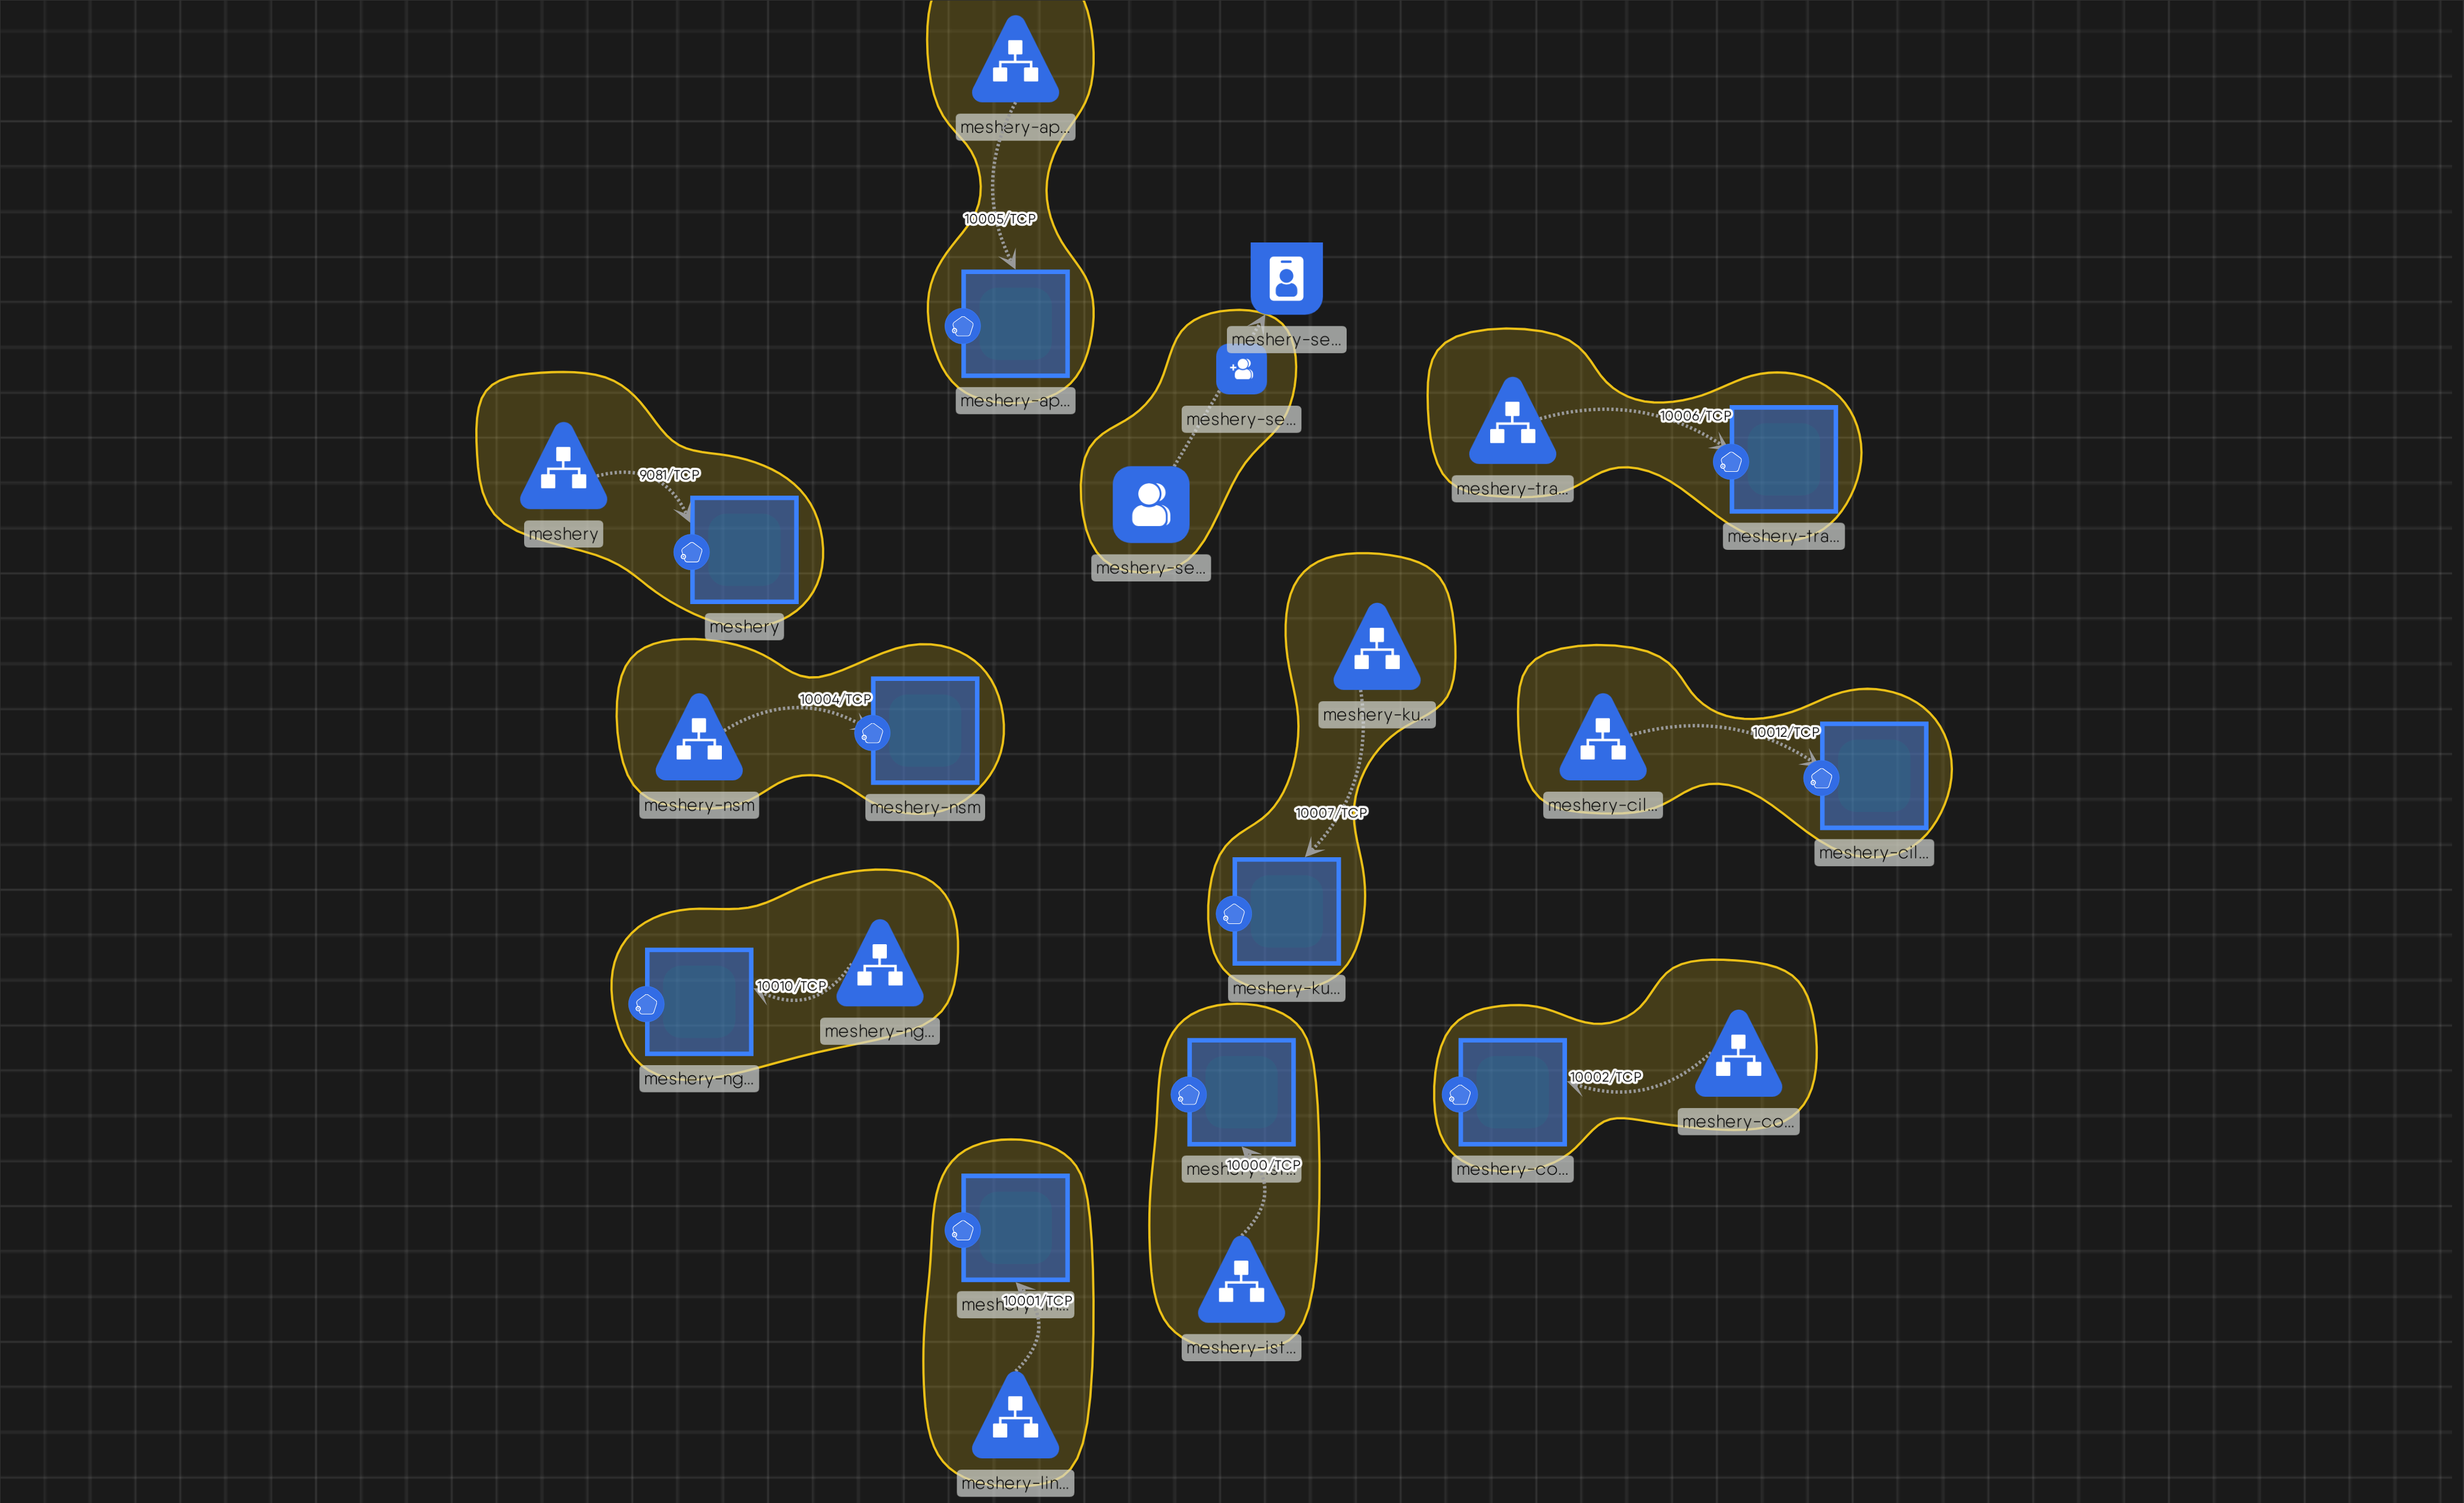 meshery-ap...
10005/TCP
meshery-ap...
meshery-se...
meshery-se...
meshery-se...
10006/TCP
meshery-tra...
meshery-tra...
9081/TCP
meshery
meshery
10004/TCP
meshery-nsm
meshery-nsm
meshery-ku...
10007/TCP
meshery-ku...
10012/TCP
meshery-cil...
meshery-cil...
10010/TCP
meshery-ng...
meshery-ng...
10002/TCP
meshery-co...
meshery-co...
10000/TCP
meshery-ist...
10001/TCP
meshery-lin...